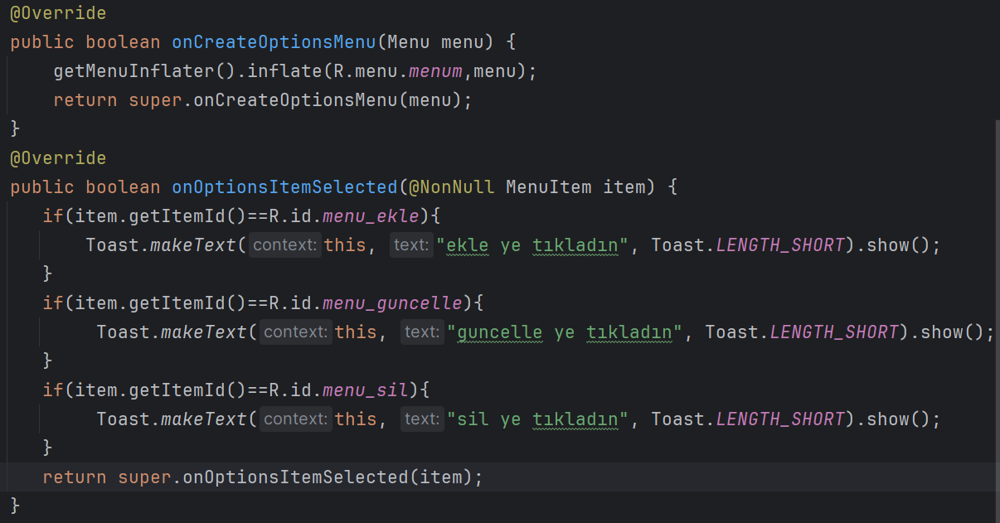 @Override
public boolean onCreateOptionsMenu(Menu menu) {
getMenuInflater().inflate(R.menu.menum,menu);
return super.onCreateOptionsMenu(menu);
}
@Override
public boolean onOptionsItemSelected(@NonNull MenuItem item) {
if(item.getItemId()==R.id.menu_ekle){
Toast.makeText( context: this, text: "ekle ye tıkladın", Toast.LENGTH_SHORT).show();
}
if(item.getItemId()==R.id.menu_guncelle){
Toast.makeText( context: this, text: "guncelle ye tıkladın", Toast.LENGTH_SHORT).show();
}
if(item.getItemId()==R.id.menu_sil){
Toast.makeText( context: this, text: "sil ye tıkladın", Toast.LENGTH_SHORT).show();
}
return super.onOptionsItemSelected(item);
}